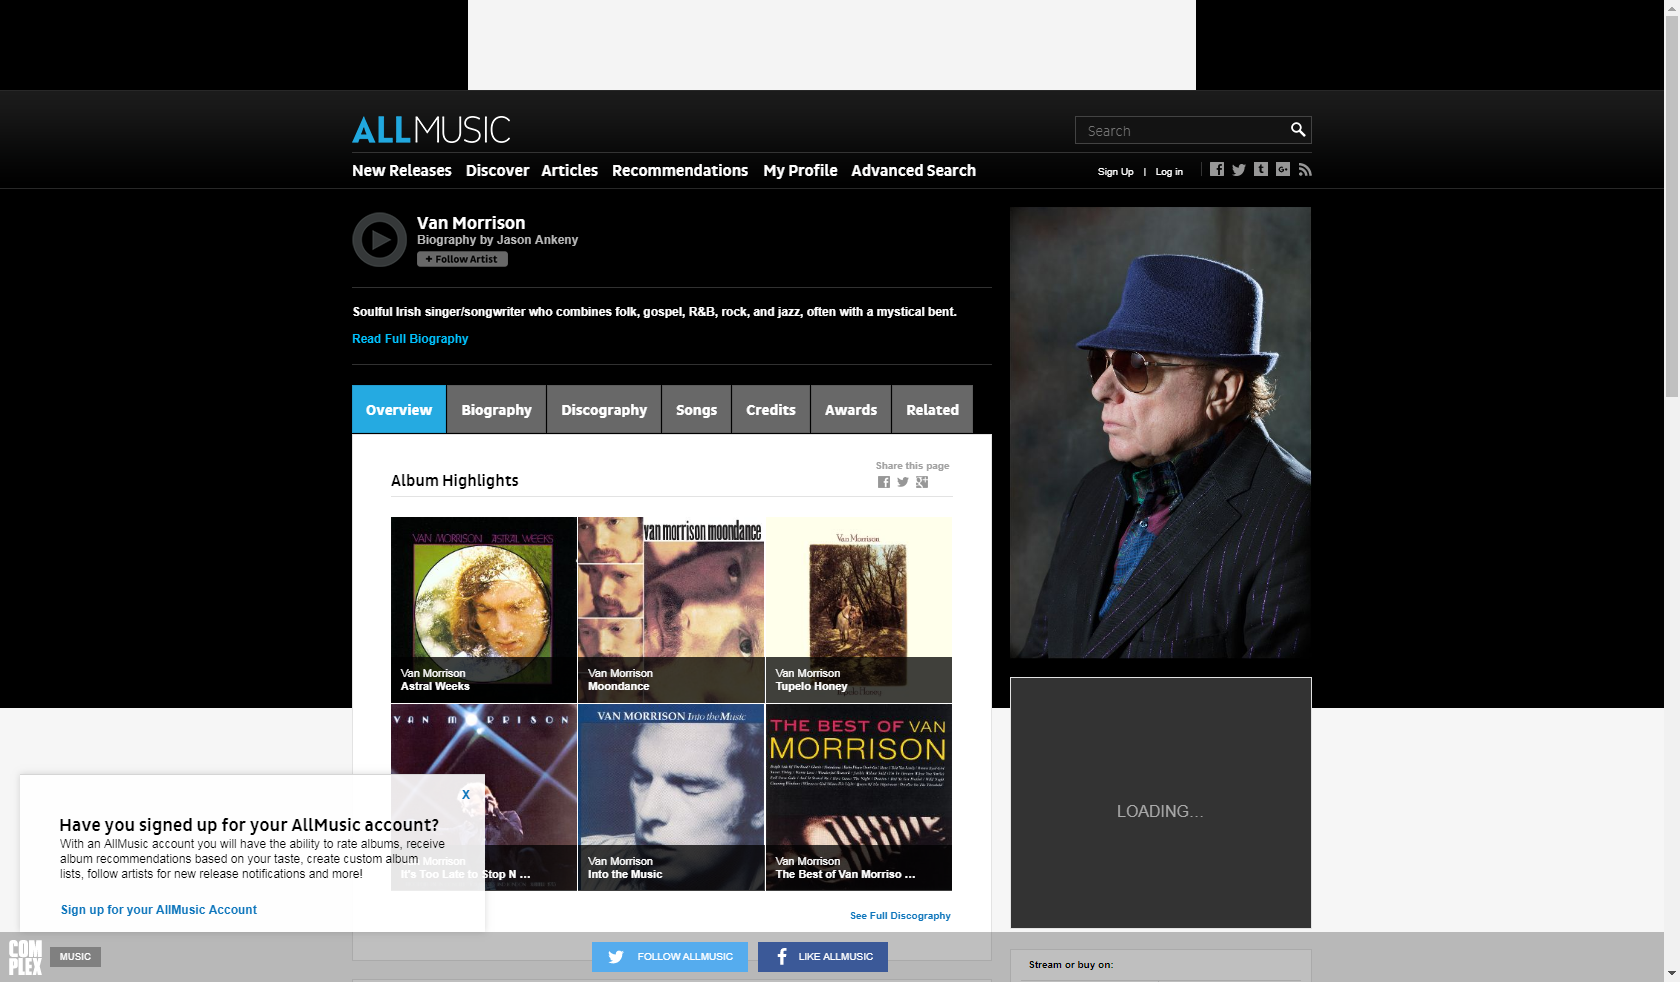 ALLMUSIC
Search
New Releases Discover Articles Recommendations My Profile Advanced Search
Sign Up | Log in
Van Morrison
Biography by Jason Ankeny
+ Follow Artist
Soulful Irish singer/songwriter who combines folk, gospel, R&B, rock, and jazz, often with a mystical bent.
Read Full Biography
Overview Biography Discography Songs Credits Awards Related
Share this page
Album Highlights
VAN MORRISON ASTRAL WEEKS
van morrison moondance
Van Morrison
Van Morrison
Astral Weeks
Van Morrison
Moondance
Van Morrison
Tupelo Honey
Tupelo Honey
VAN MORRISON
VAN MORRISON Into the Music
THE BEST OF VAN
MORRISON
Van Morrison
It's Too Late to Stop N ...
Van Morrison
Into the Music
Van Morrison
The Best of Van Morriso ...
LOADING...
X
Have you signed up for your AllMusic account?
With an AllMusic account you will have the ability to rate albums, receive
album recommendations based on your taste, create custom album
lists, follow artists for new release notifications and more!
Sign up for your AllMusic Account
See Full Discography
COM
PLEX
MUSIC
FOLLOW ALLMUSIC
LIKE ALLMUSIC
Stream or buy on: